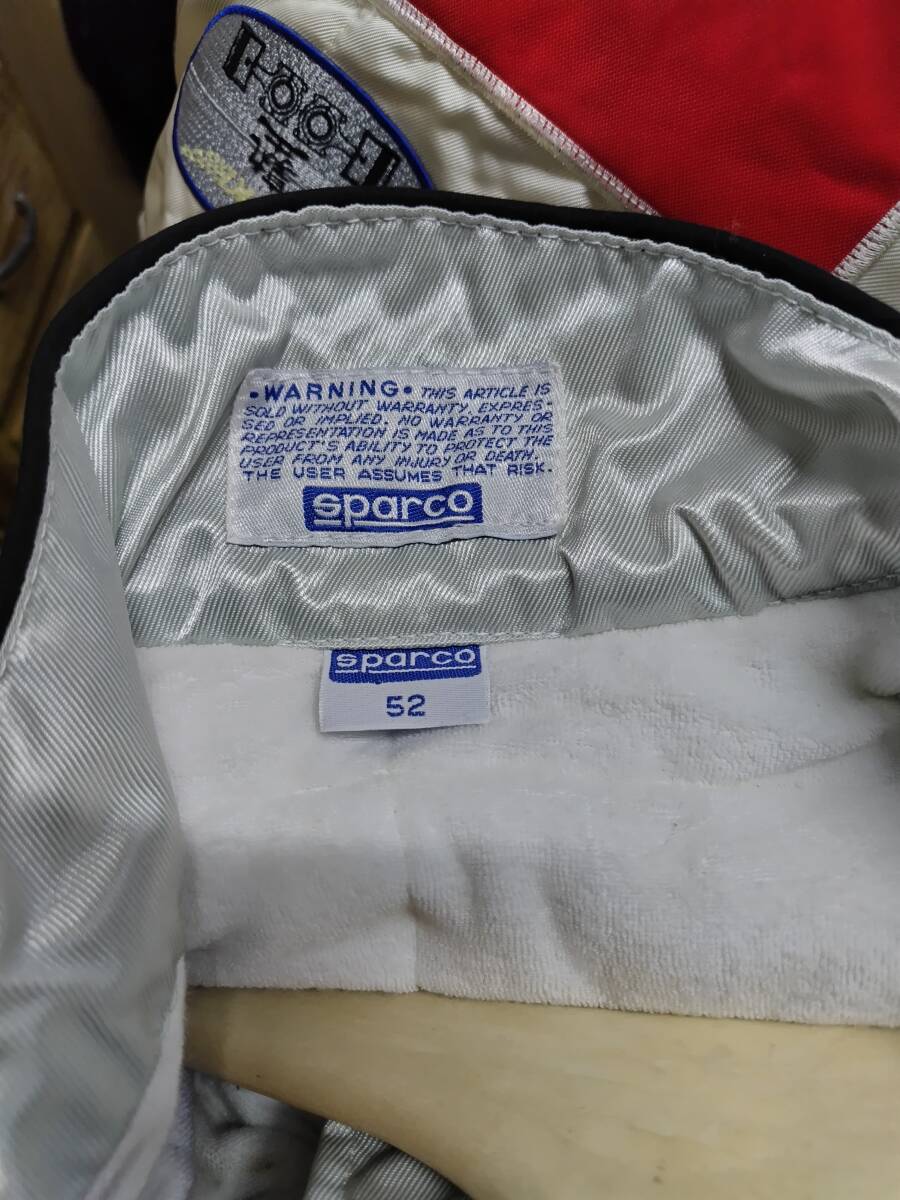 •WARNING• THIS ARTICLE IS
SOLD WITHOUT WARRANTY, EXPRES
SED OR IMPLIED. NO WARRANTY OR
REPRESENTATION IS MADE AS TO THIS
PRODUCT'S ABILITY TO PROTECT THE
USER FROM ANY INJURY OR DEATH.
THE USER ASSUMES THAT RISK.
sparco
sparco
52